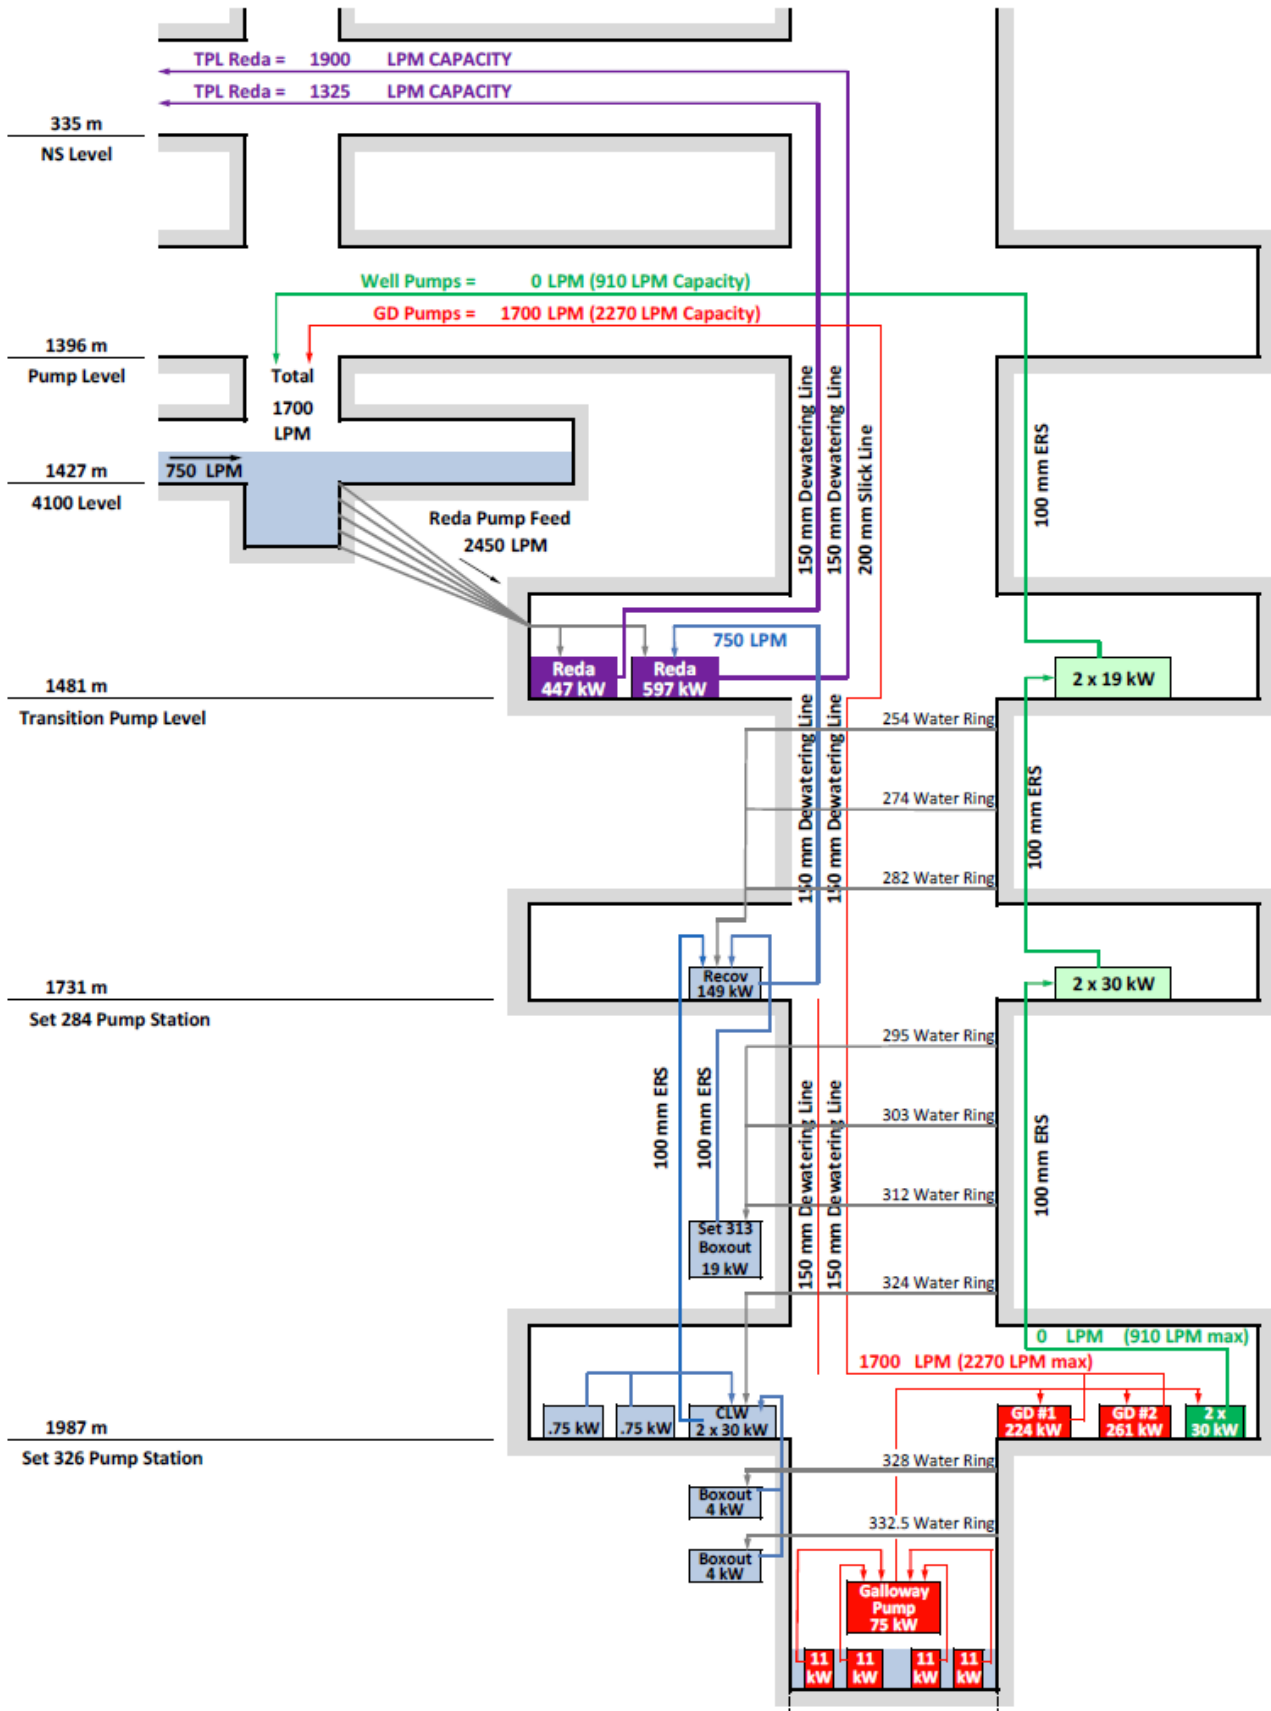 TPL Reda = 1900 LPM CAPACITY
TPL Reda = 1325 LPM CAPACITY
335 m
NS Level
Well Pumps = 0 LPM (910 LPM Capacity)
GD Pumps = 1700 LPM (2270 LPM Capacity)
1396 m
Pump Level
Total
1700
LPM
150 mm Dewatering Line
150 mm Dewatering Line
200 mm Slick Line
100 mm ERS
750 LPM
1427 m
4100 Level
Reda Pump Feed
2450 LPM
750 LPM
Reda
447 kW
Reda
597 kW
2 x 19 kW
1481 m
Transition Pump Level
254 Water Ring
274 Water Ring
282 Water Ring
150 mm Dewatering Line
150 mm Dewatering Line
100 mm ERS
Recov
149 kW
2 x 30 kW
1731 m
Set 284 Pump Station
295 Water Ring
303 Water Ring
312 Water Ring
324 Water Ring
100 mm ERS
100 mm ERS
150 mm Dewatering Line
150 mm Dewatering Line
100 mm ERS
Set 313
Boxout
19 kW
0 LPM (910 LPM max)
1700 LPM (2270 LPM max)
.75 kW
.75 kW
CLW
2 x 30 kW
GD #1
224 kW
GD #2
261 kW
2 x
30 kW
1987 m
Set 326 Pump Station
328 Water Ring
Boxout
4 kW
332.5 Water Ring
Boxout
4 kW
Galloway
Pump
75 kW
11
kW
11
kW
11
kW
11
kW